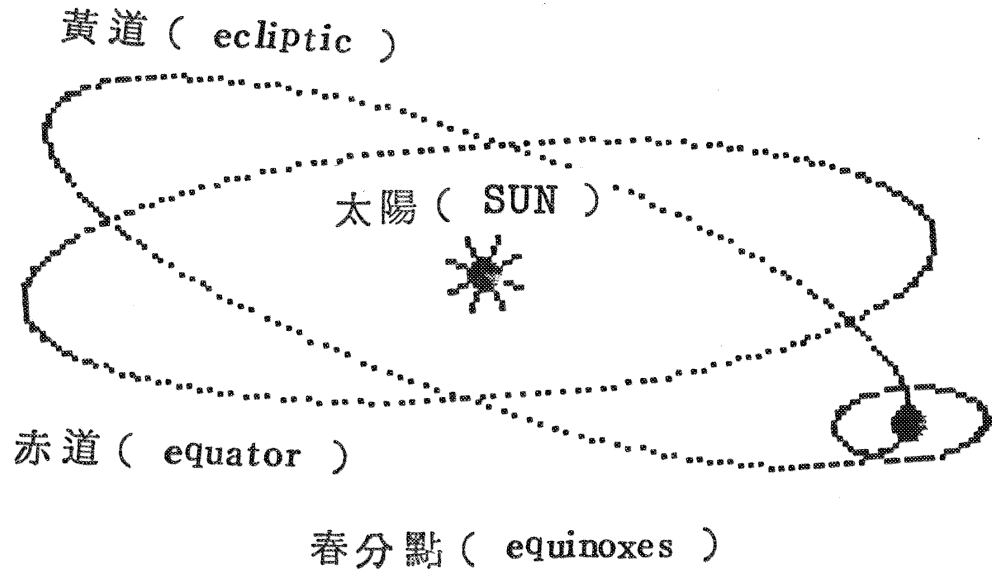 黃道( ecliptic )
太陽( SUN )
赤道( equator )
春分點( equinoxes )